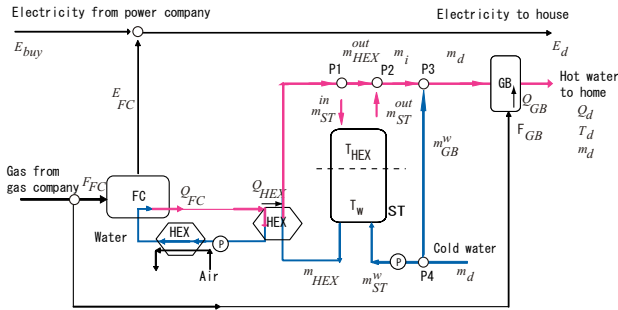 Electricity from power company
Electricity to house
E_buy
E_d
E_FC
m_HEX^out
m_i
m_d
P1
P2
P3
GB
Hot water
to home
Q_GB
F_GB
Q_d
T_d
m_d
m_ST^in
m_ST^out
m_GB^w
Gas from
gas company
F_FC
FC
Q_FC
Q_HEX
HEX
T_HEX
T_w
ST
Water
HEX
P
Air
m_HEX
m_ST^w
P
P4
Cold water
m_d